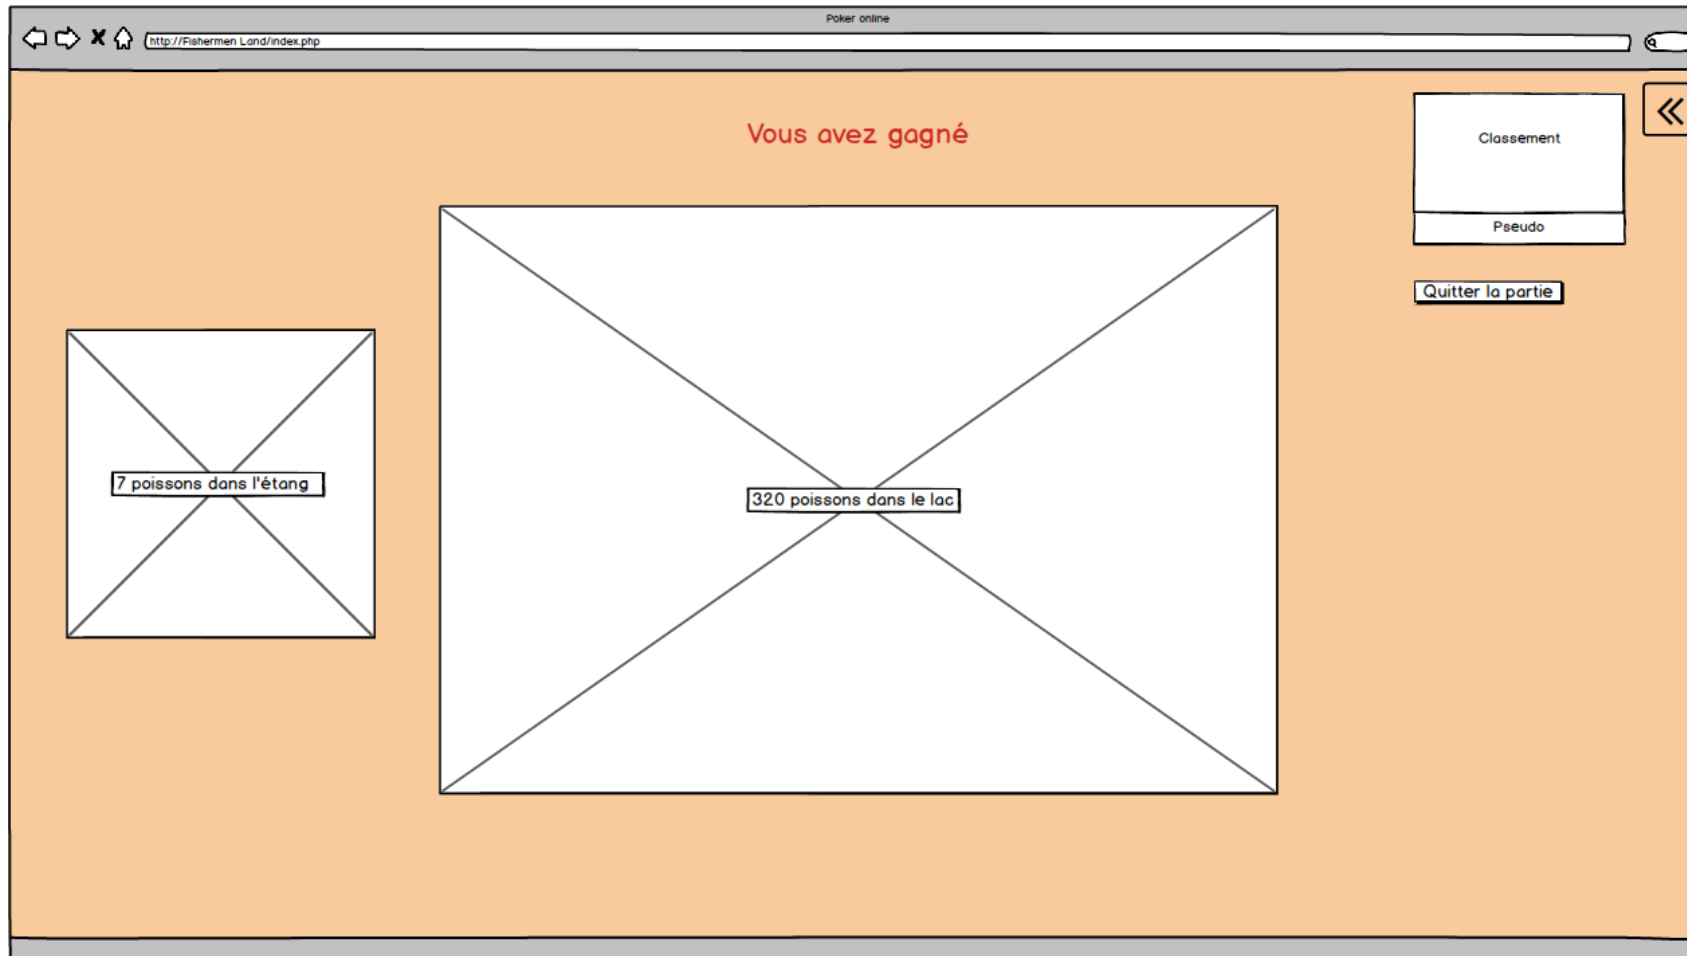 Poker online
http://Fishermen Land/index.php
Vous avez gagné
Classement
Pseudo
Quitter la partie
7 poissons dans l'étang
320 poissons dans le lac